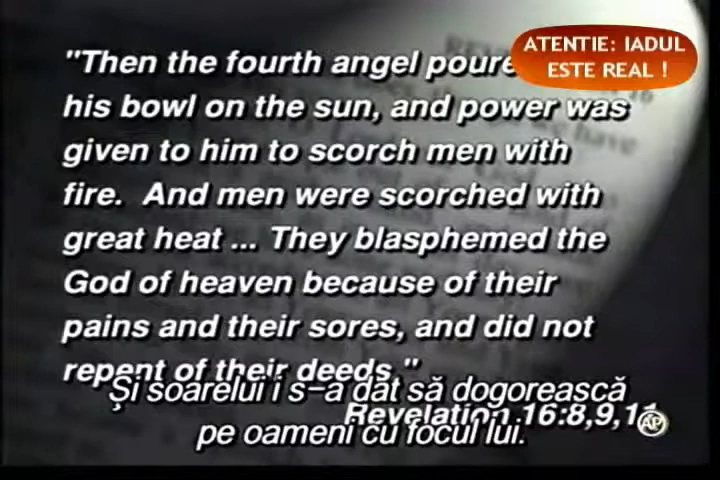 ATENTIE: IADUL
ESTE REAL !
"Then the fourth angel poure
his bowl on the sun, and power was
given to him to scorch men with
fire. And men were scorched with
great heat ... They blasphemed the
God of heaven because of their
pains and their sores, and did not
repent of their deeds."
Revelation 16:8,9,11
Şi soarelui i s-a dat să dogorească
pe oameni cu focul lui.
AP